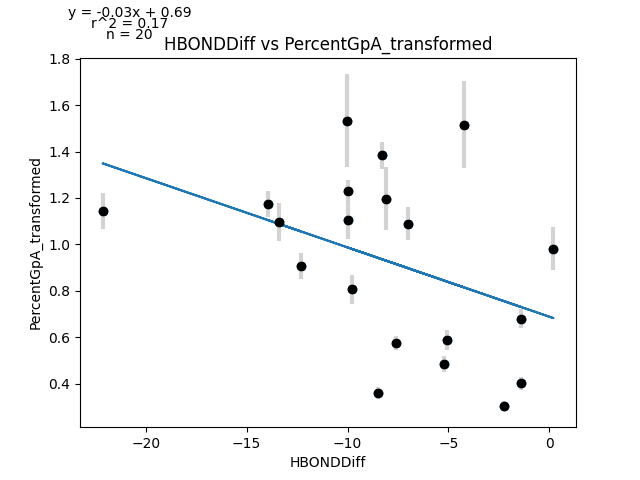 y = -0.03x + 0.69
r^2 = 0.17
n = 20
HBONDDiff vs PercentGpA_transformed
1.8
1.6
1.4
1.2
1.0
0.8
0.6
0.4
PercentGpA_transformed
−20
−15
−10
−5
0
HBONDDiff